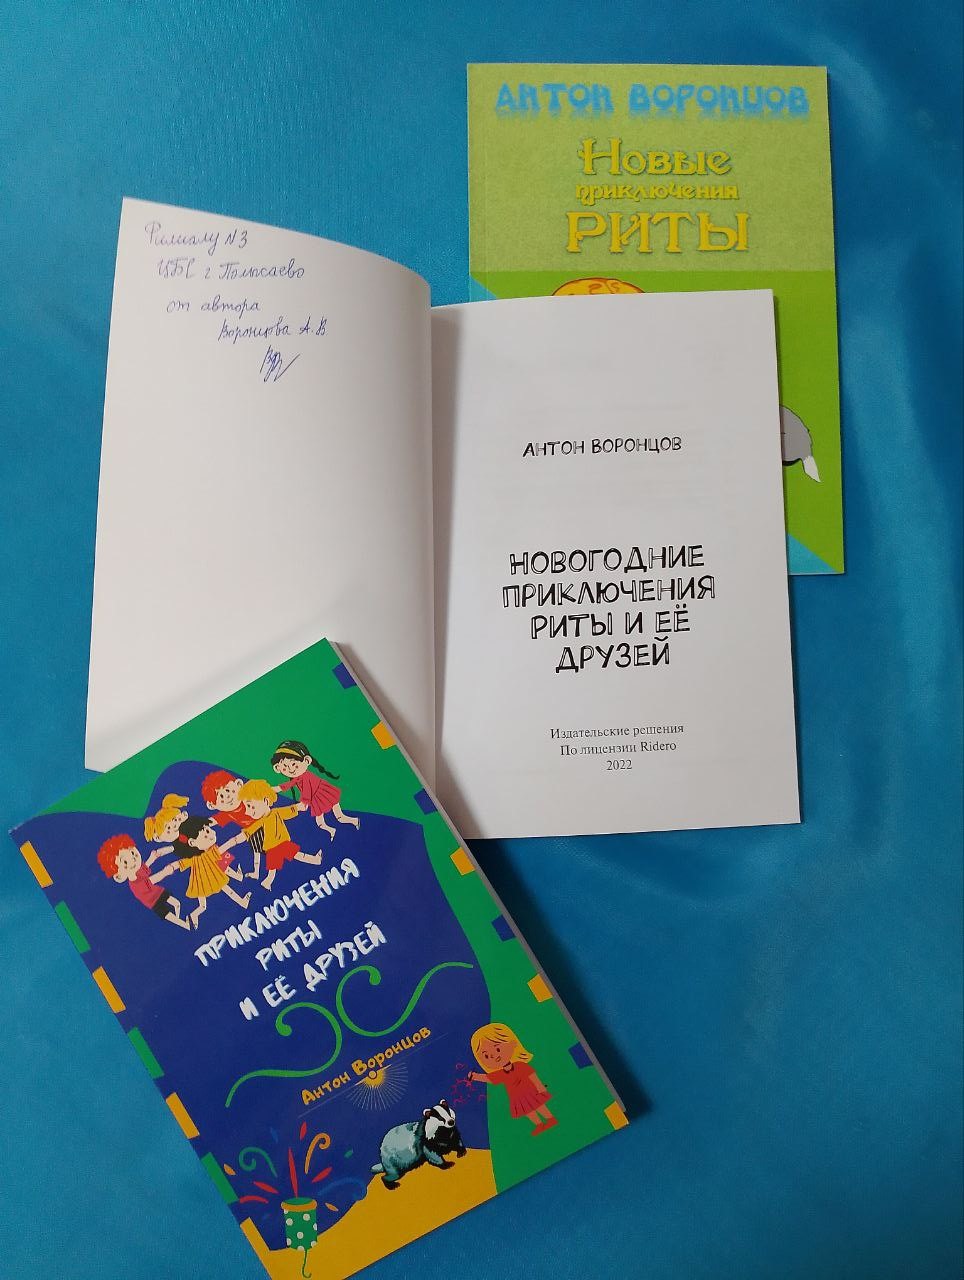 АНТОН ВОРОНЦОВ
Новые
приключения
РИТЫ
Филиалу №3
ЦБС г Полысаево
от автора
Воронцова А.В
АНТОН ВОРОНЦОВ
НОВОГОДНИЕ
ПРИКЛЮЧЕНИЯ
РИТЫ И ЕЁ
ДРУЗЕЙ
Издательские решения
По лицензии Ridero
2022
ПРИКЛЮЧЕНИЯ
РИТЫ
И ЕЁ ДРУЗЕЙ
Антон Воронцов